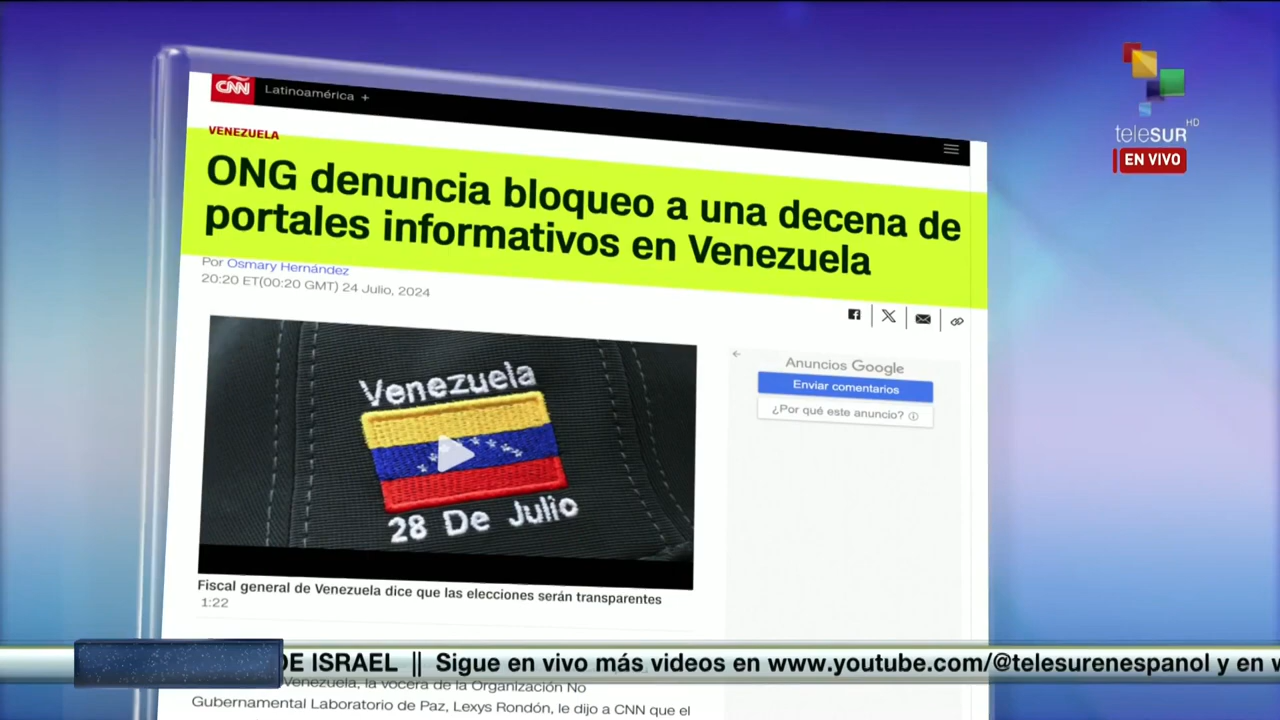 CNN
Latinoamérica +
VENEZUELA
ONG denuncia bloqueo a una decena de
portales informativos en Venezuela
Por Osmary Hernández
20:20 ET(00:20 GMT) 24 Julio, 2024
Anuncios Google
Enviar comentarios
¿Por qué este anuncio?
Venezuela
28 De Julio
Fiscal general de Venezuela dice que las elecciones serán transparentes
1:22
teleSUR HD
EN VIVO
DE ISRAEL || Sigue en vivo más videos en www.youtube.com/@telesurenespanol y en
Venezuela, la vocera de la Organización No
Gubernamental Laboratorio de Paz, Lexys Rondón, le dijo a CNN que el